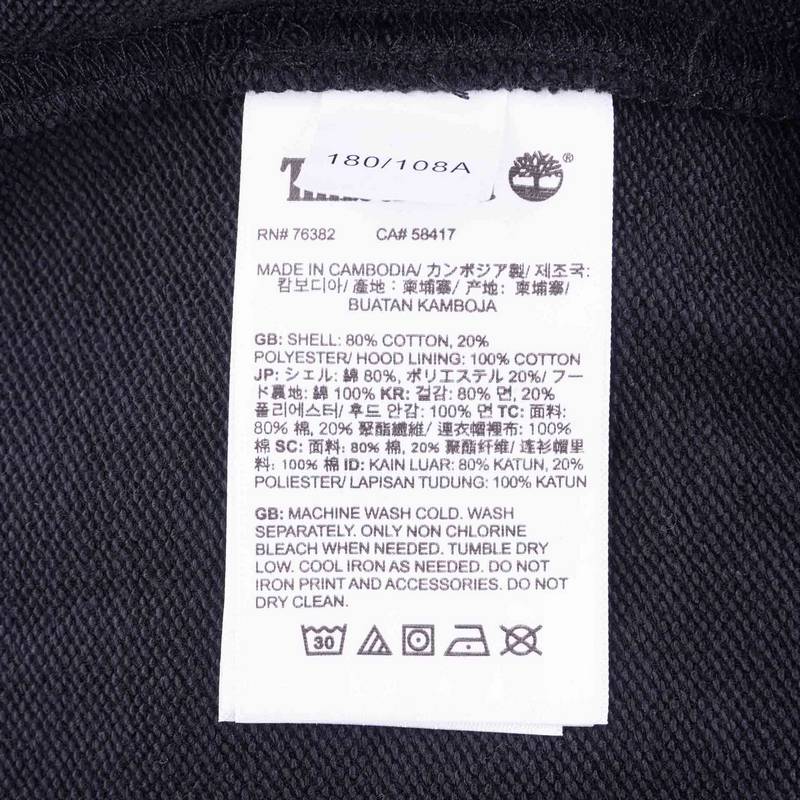 180/108A
®
RN# 76382 CA# 58417
MADE IN CAMBODIA/ カンボジア製/ 제조국:
캄보디아/ 產地：柬埔寨/ 产地: 柬埔寨/
BUATAN KAMBOJA
GB: SHELL: 80% COTTON, 20%
POLYESTER/ HOOD LINING: 100% COTTON
JP: シェル: 綿 80%, ポリエステル 20%/ フー
ド裏地: 綿 100% KR: 겉감: 80% 면, 20%
폴리에스터/ 후드 안감: 100% 면 TC: 面料:
80% 棉, 20% 聚酯纖維/ 連衣帽裡布: 100%
棉 SC: 面料: 80% 棉, 20% 聚酯纤维/ 连衫帽里
料: 100% 棉 ID: KAIN LUAR: 80% KATUN, 20%
POLIESTER/ LAPISAN TUDUNG: 100% KATUN
GB: MACHINE WASH COLD. WASH
SEPARATELY. ONLY NON CHLORINE
BLEACH WHEN NEEDED. TUMBLE DRY
LOW. COOL IRON AS NEEDED. DO NOT
IRON PRINT AND ACCESSORIES. DO NOT
DRY CLEAN.
30